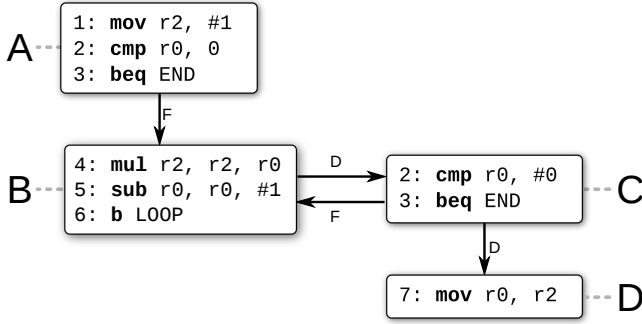 A
1: mov r2, #1
2: cmp r0, 0
3: beq END
F
B
4: mul r2, r2, r0
5: sub r0, r0, #1
6: b LOOP
D
F
2: cmp r0, #0
3: beq END
C
D
7: mov r0, r2
D